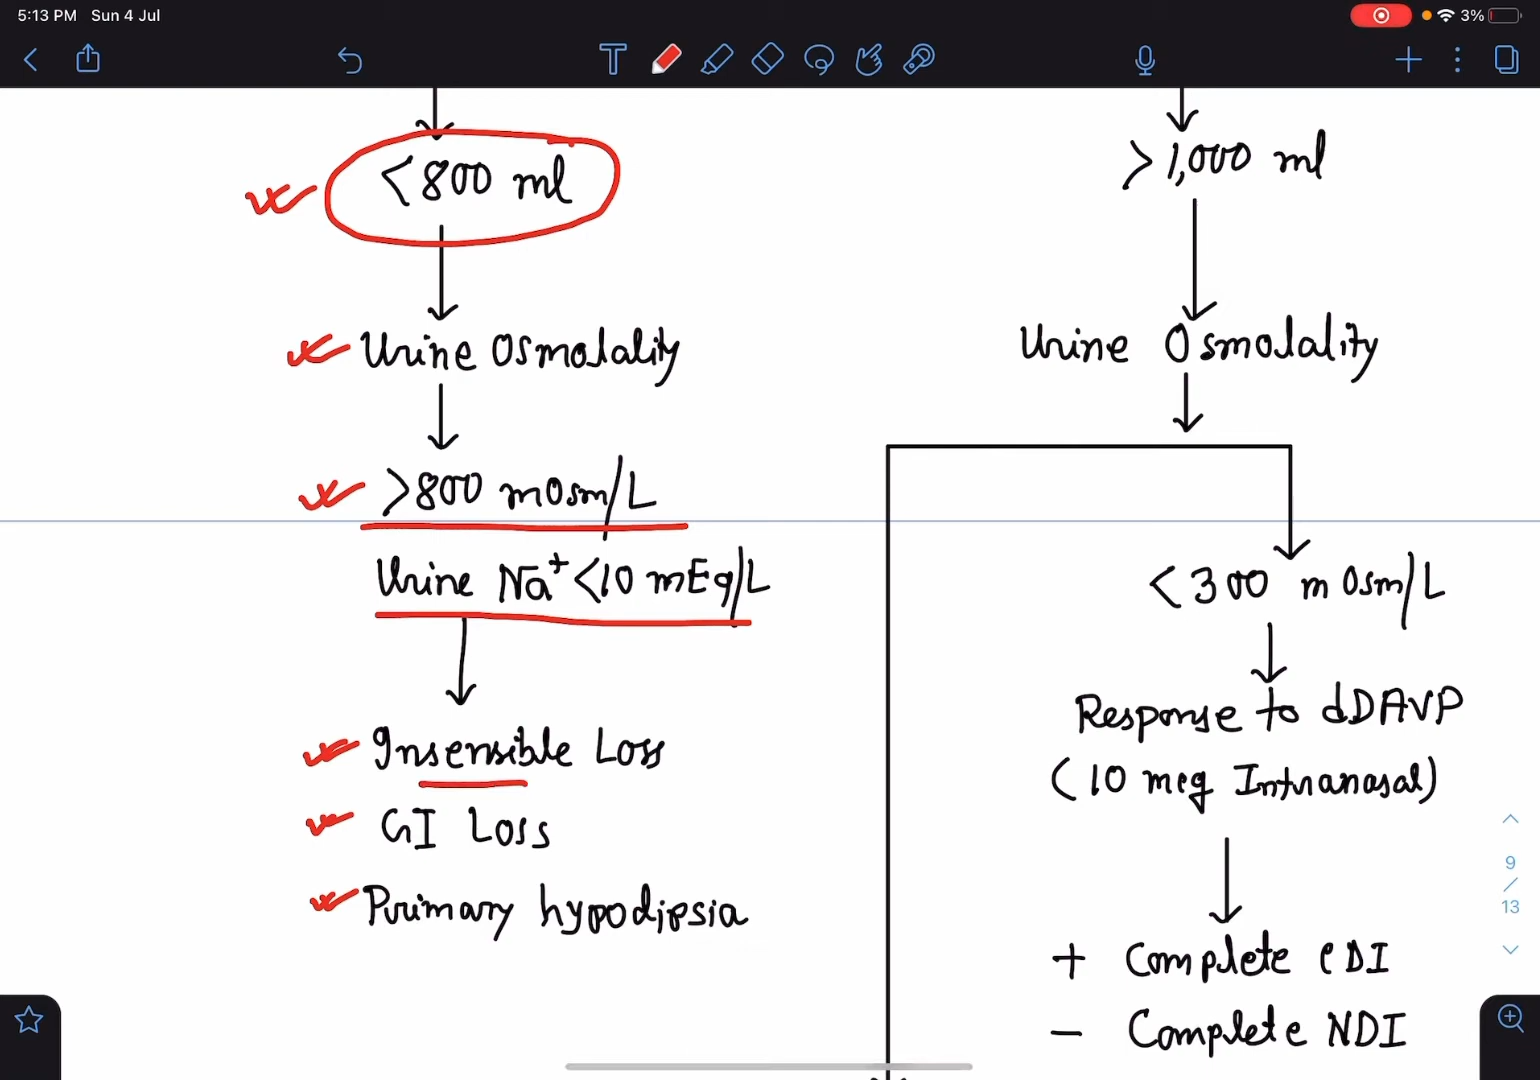 5:13 PM Sun 4 Jul
3%
<800 ml
Urine Osmolality
>800 mOsm/L
Urine Na+ <10 mEq/L
Insensible Loss
GI Loss
Primary hypodipsia
>1,000 ml
Urine Osmolality
<300 mOsm/L
Response to dDAVP
(10 mcg Intranasal)
+ Complete CDI
− Complete NDI
9
/
13